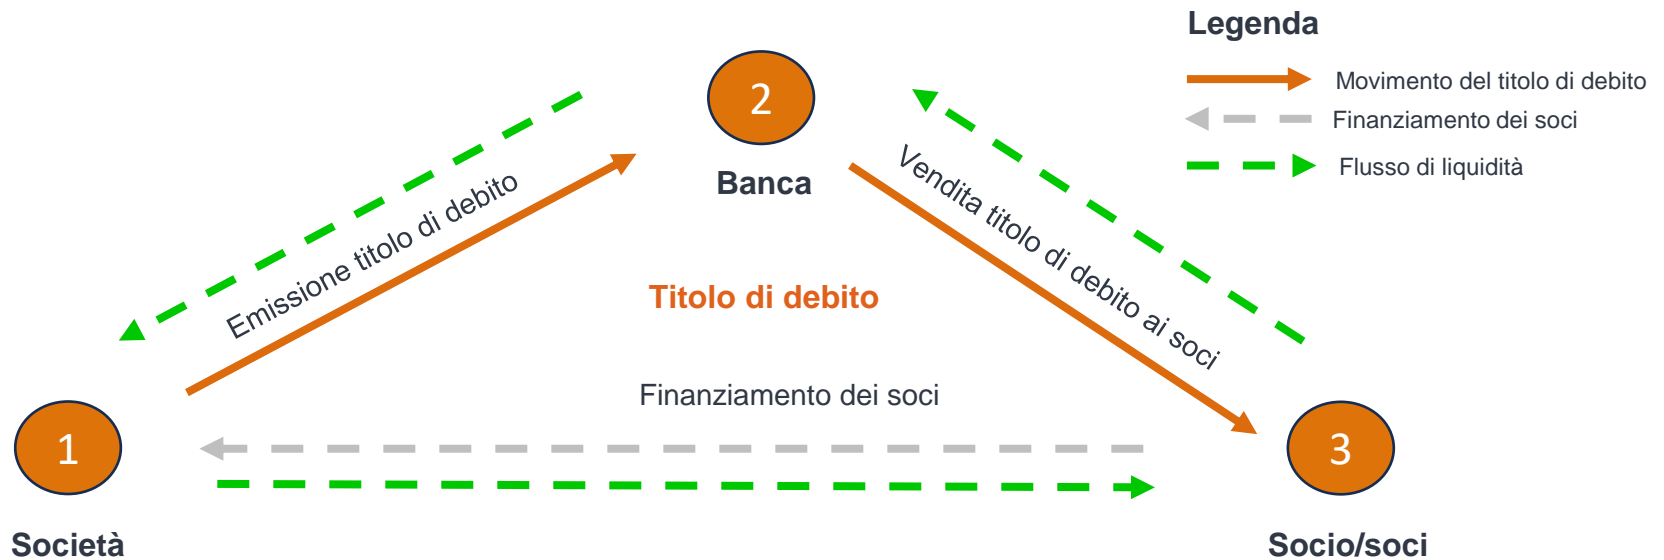 Legenda
Movimento del titolo di debito
Finanziamento dei soci
Flusso di liquidità
2
Banca
Emissione titolo di debito
Vendita titolo di debito ai soci
Titolo di debito
Finanziamento dei soci
1
3
Società
Socio/soci